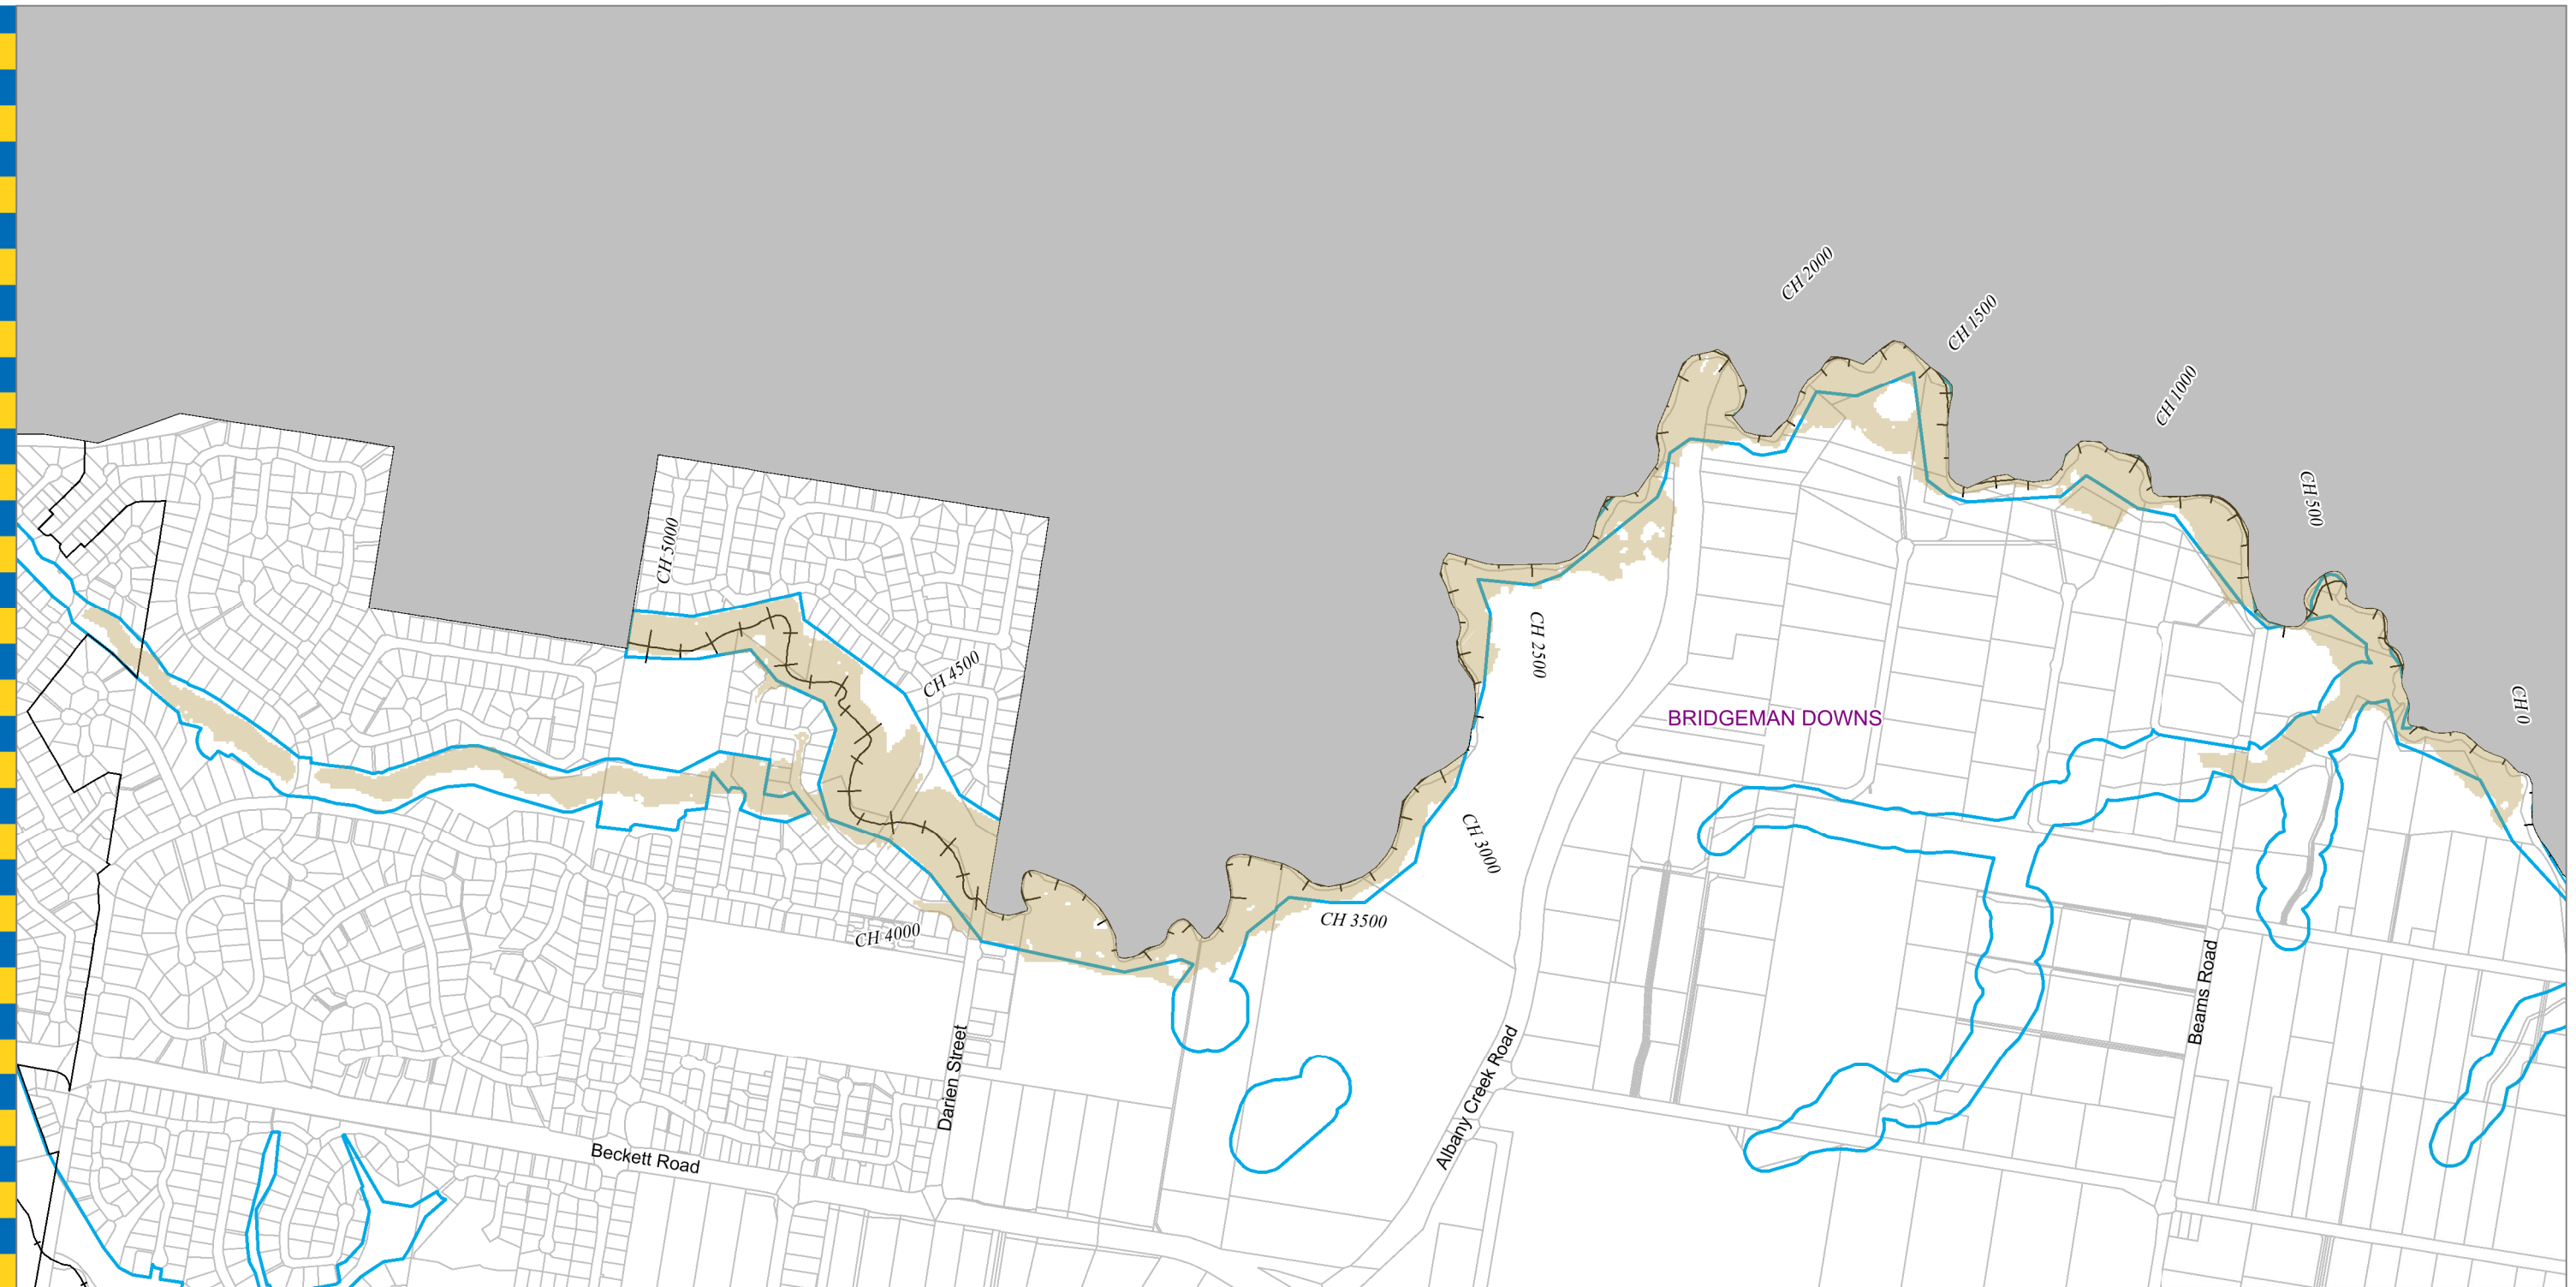 CH 2000
CH 1500
CH 1000
CH 500
CH 5000
CH 4500
CH 2500
CH 0
BRIDGEMAN DOWNS
CH 3000
CH 3500
CH 4000
Beams Road
Darien Street
Albany Creek Road
Beckett Road